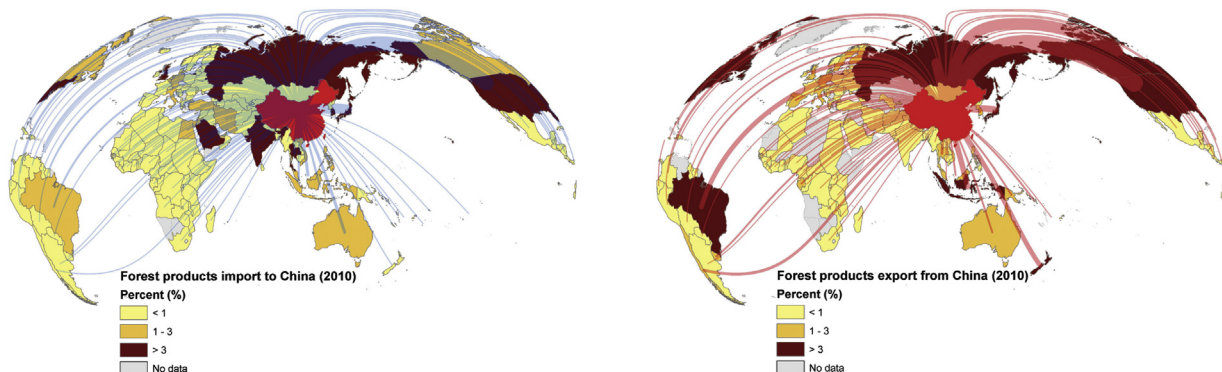 Forest products import to China (2010)
Percent (%)
< 1
1 - 3
> 3
No data
Forest products export from China (2010)
Percent (%)
< 1
1 - 3
> 3
No data